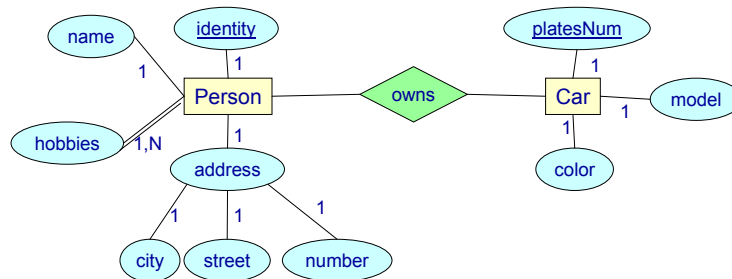 name
identity
platesNum
1
1
1
Person
owns
Car
1
model
hobbies
1,N
1
1
address
color
1
1
1
city
street
number